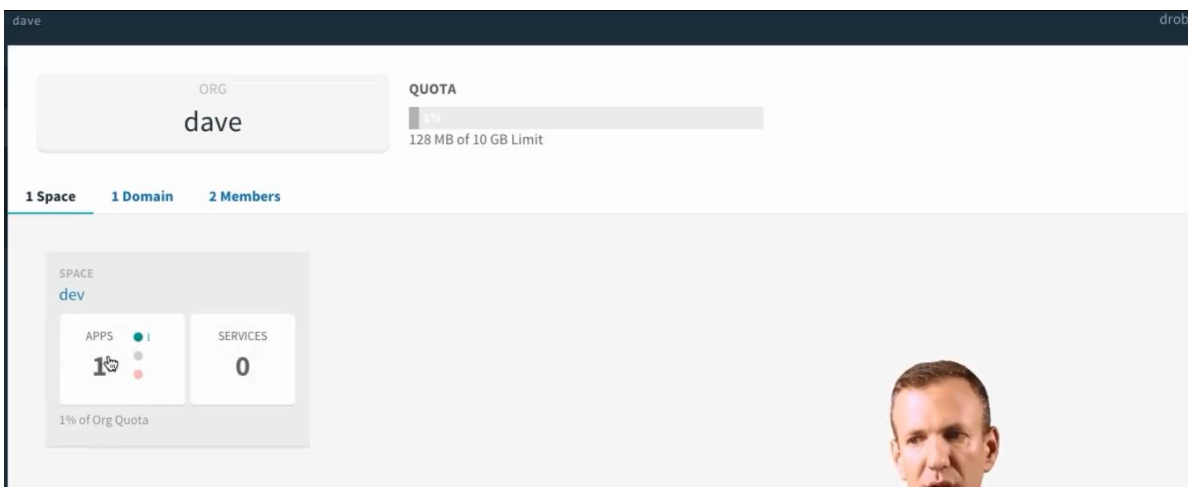 dave
drob
ORG
dave
QUOTA
1%
128 MB of 10 GB Limit
1 Space 1 Domain 2 Members
SPACE
dev
APPS 1
1
SERVICES
0
1% of Org Quota